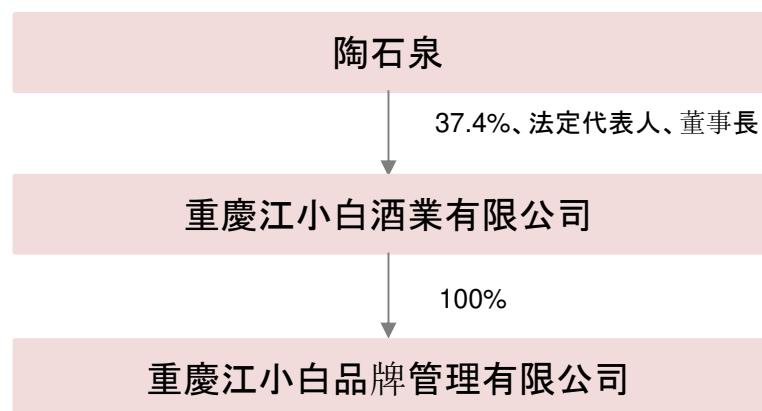 陶石泉
37.4%、法定代表人、董事長
重慶江小白酒業有限公司
100%
重慶江小白品牌管理有限公司